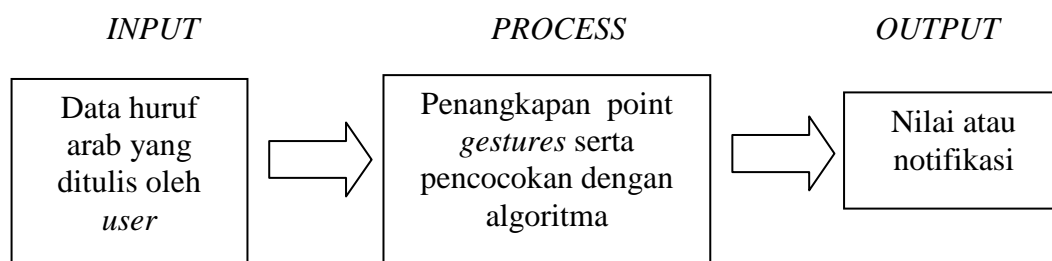 INPUT
PROCESS
OUTPUT
Data huruf
arab yang
ditulis oleh
user
Penangkapan point
gestures serta
pencocokan dengan
algoritma
Nilai atau
notifikasi